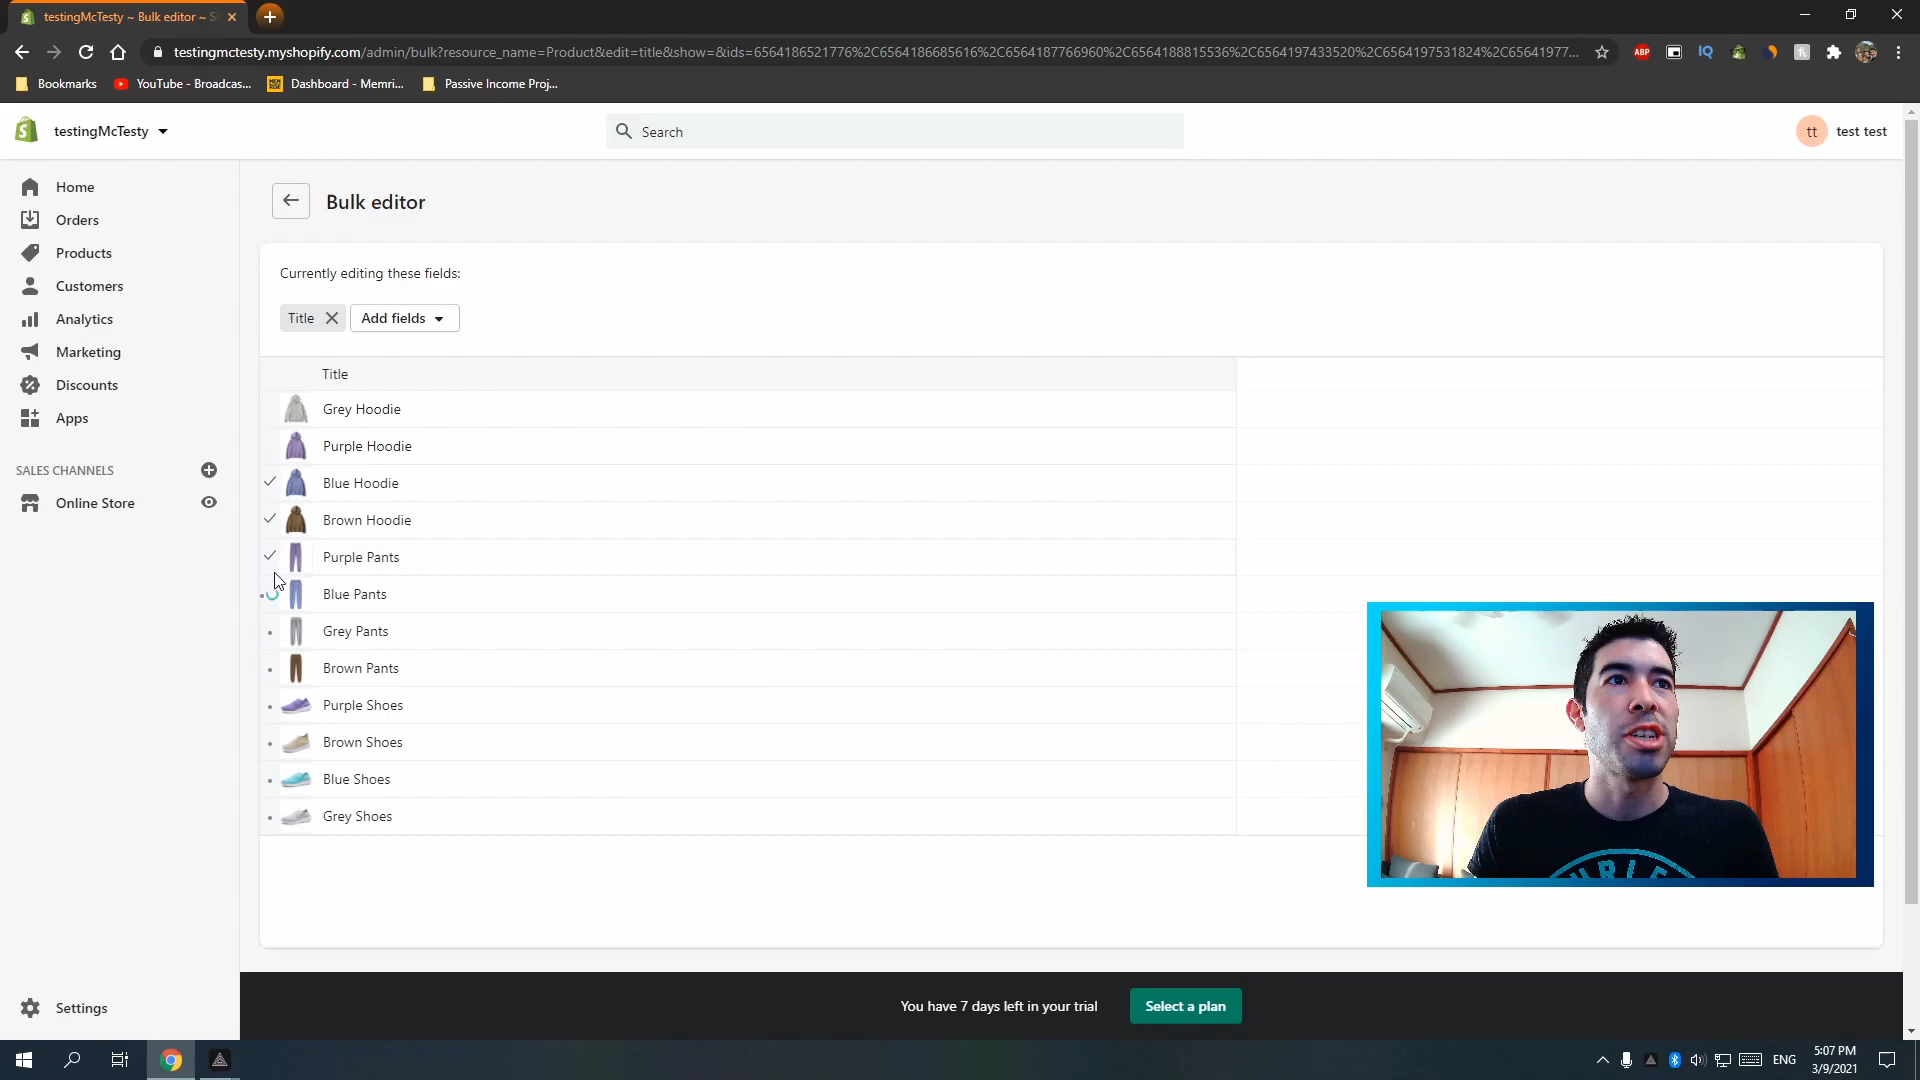 testingMcTesty ~ Bulk editor ~ S
testingmctesty.myshopify.com/admin/bulk?resource_name=Product&edit=title&show=&ids=6564186521776%2C6564186685616%2C6564187766960%2C6564188815536%2C6564197433520%2C6564197531824%2C65641977...
ABP
IQ
Bookmarks
YouTube - Broadcas...
Dashboard - Memri...
Passive Income Proj...
testingMcTesty
Search
tt
test test
Home
Orders
Products
Customers
Analytics
Marketing
Discounts
Apps
SALES CHANNELS
Online Store
Settings
Bulk editor
Currently editing these fields:
Title
Add fields
Title
Grey Hoodie
Purple Hoodie
Blue Hoodie
Brown Hoodie
Purple Pants
Blue Pants
Grey Pants
Brown Pants
Purple Shoes
Brown Shoes
Blue Shoes
Grey Shoes
You have 7 days left in your trial
Select a plan
ENG
5:07 PM
3/9/2021